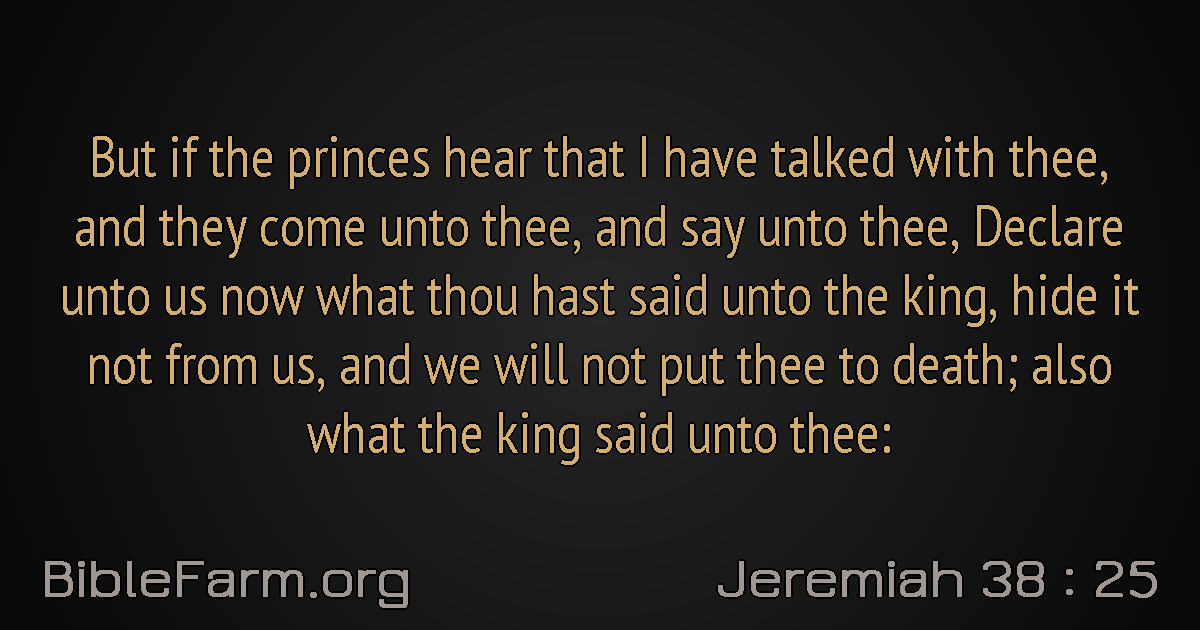 But if the princes hear that I have talked with thee,
and they come unto thee, and say unto thee, Declare
unto us now what thou hast said unto the king, hide it
not from us, and we will not put thee to death; also
what the king said unto thee:
BibleFarm.org
Jeremiah 38 : 25